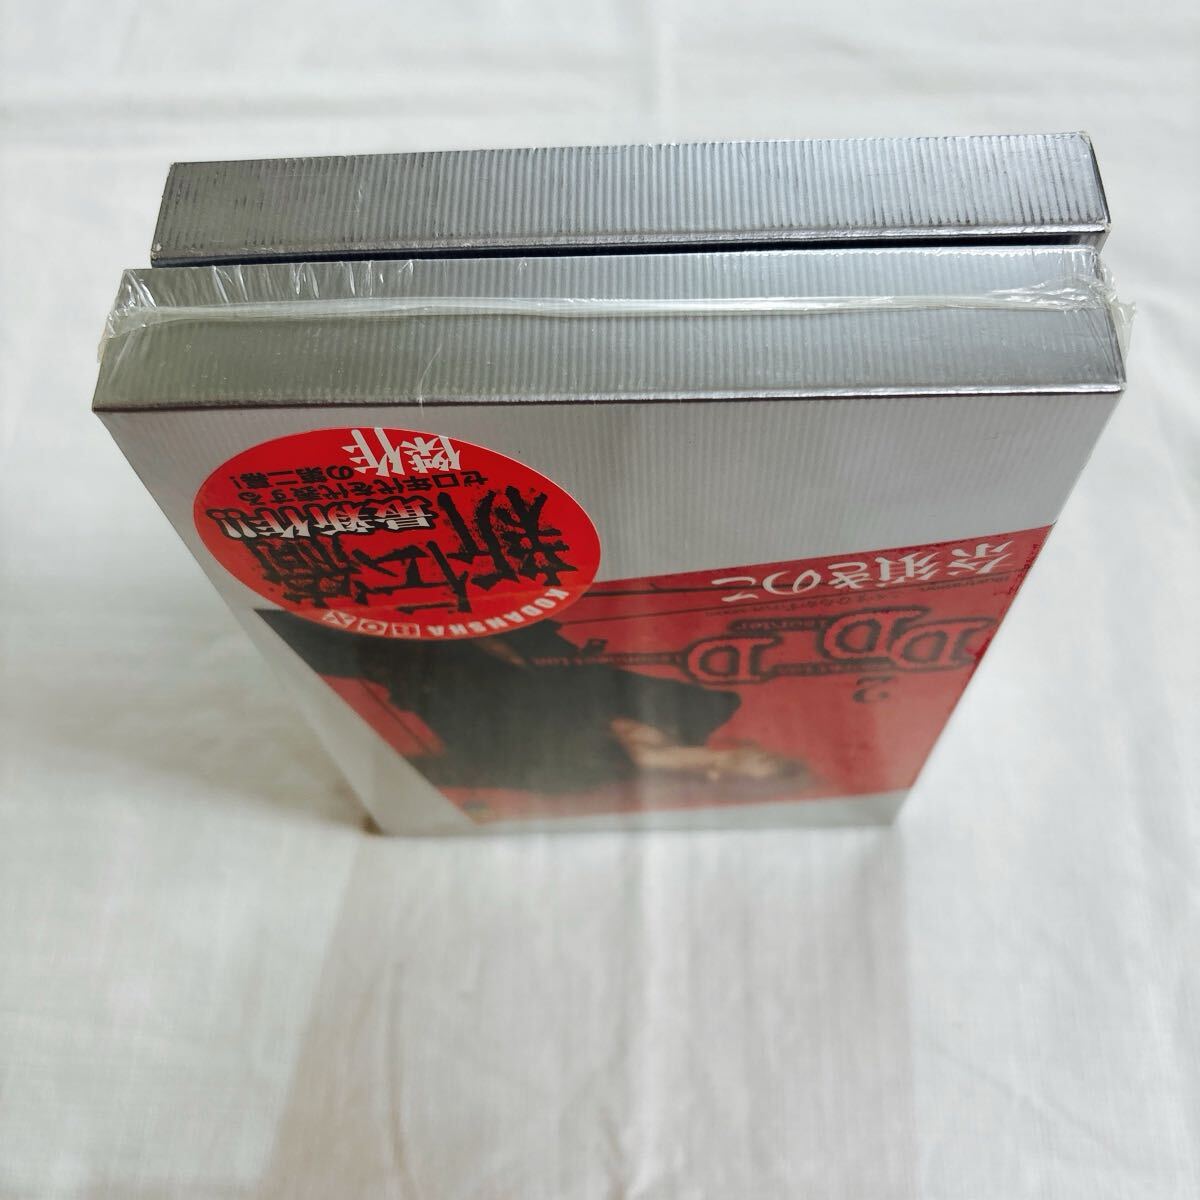 奈須きのこ
DDD
2
新伝綺
最新作!!
ゼロ年代を代表する
傑作の第二幕!
KODANSHA BOX